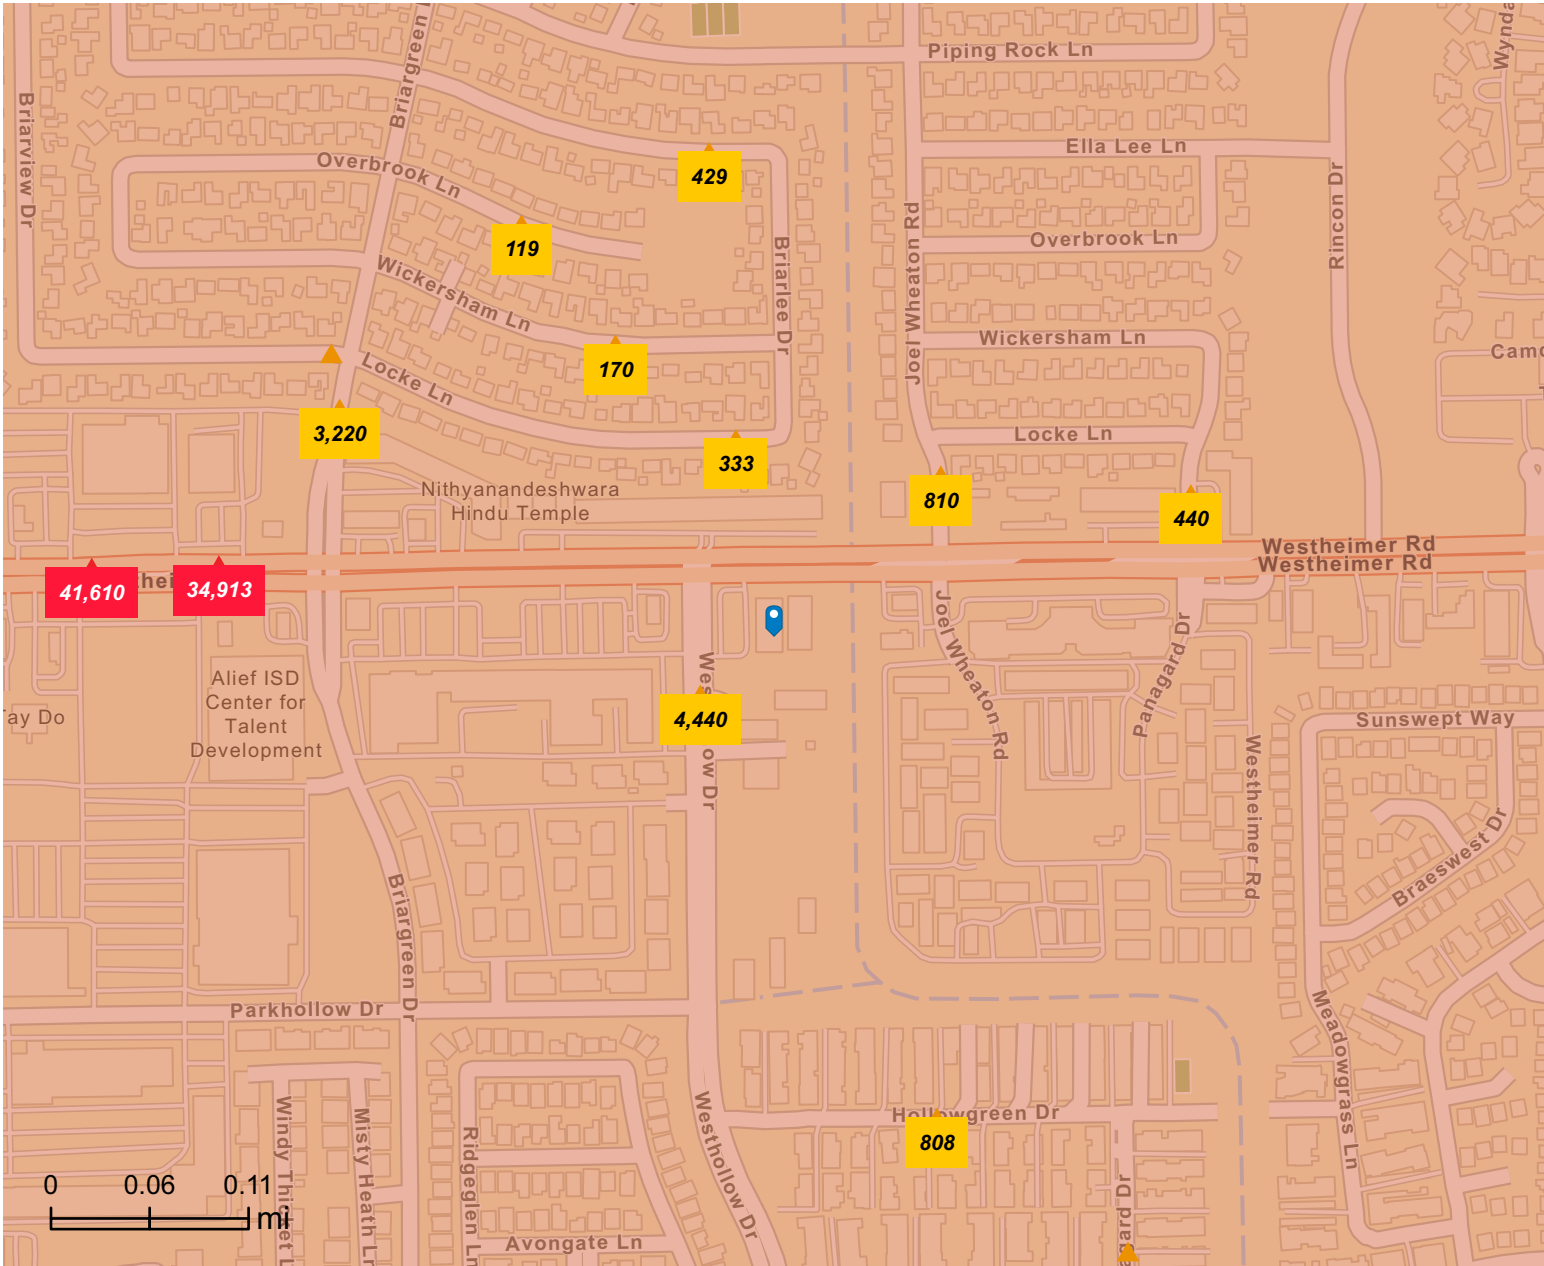 Piping Rock Ln
Briarview Dr
Ella Lee Ln
Overbrook Ln
429
Rincon Dr
Joel Wheaton Rd
Overbrook Ln
119
Briarlee Dr
Wickersham Ln
Wickersham Ln
170
Locke Ln
3,220
Locke Ln
333
Nithyanandeshwara
Hindu Temple
810
440
Westheimer Rd
Westheimer Rd
41,610
34,913
Joel Wheaton Rd
Panagard Dr
Alief ISD
Center for
Talent
Development
ay Do
4,440
Sunswept Way
Westheimer Rd
Braeswest Dr
Briargreen Dr
Parkhollow Dr
Meadowgrass Ln
Hollowgreen Dr
808
Westhollow Dr
Ridgeglen Ln
Misty Heath Ln
0 0.06 0.11
mi
Avongate Ln